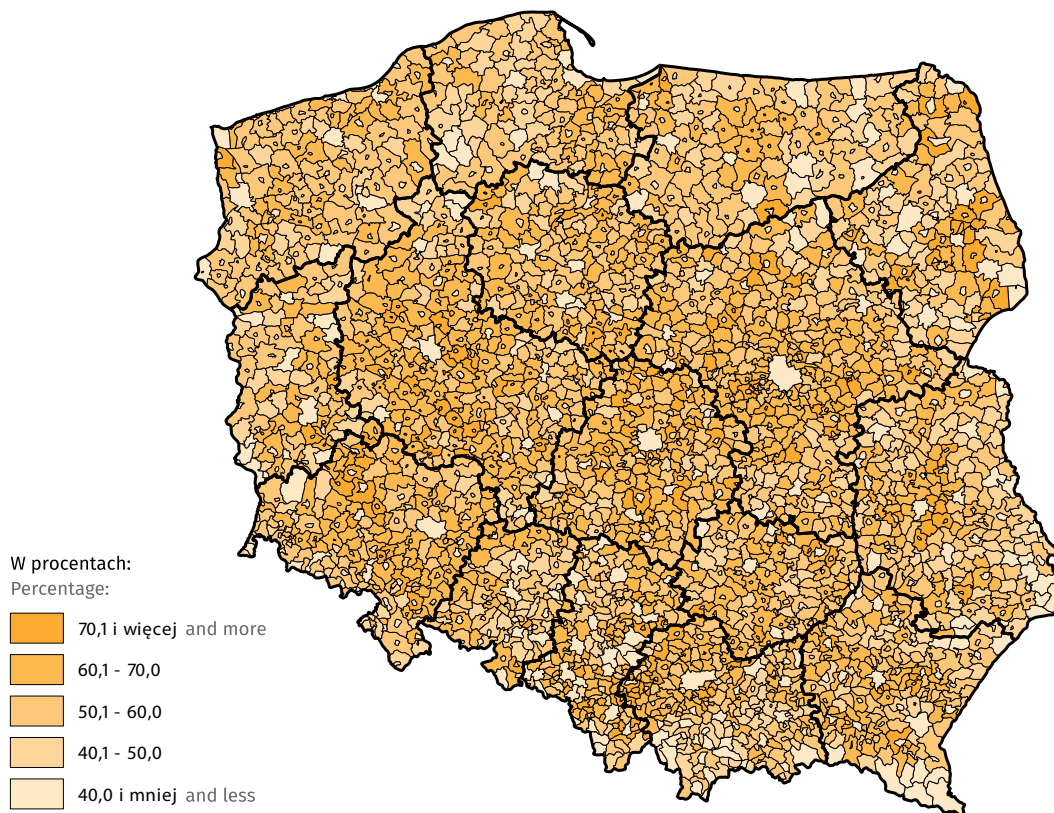 W procentach:
Percentage:
70,1 i więcej and more
60,1 - 70,0
50,1 - 60,0
40,1 - 50,0
40,0 i mniej and less